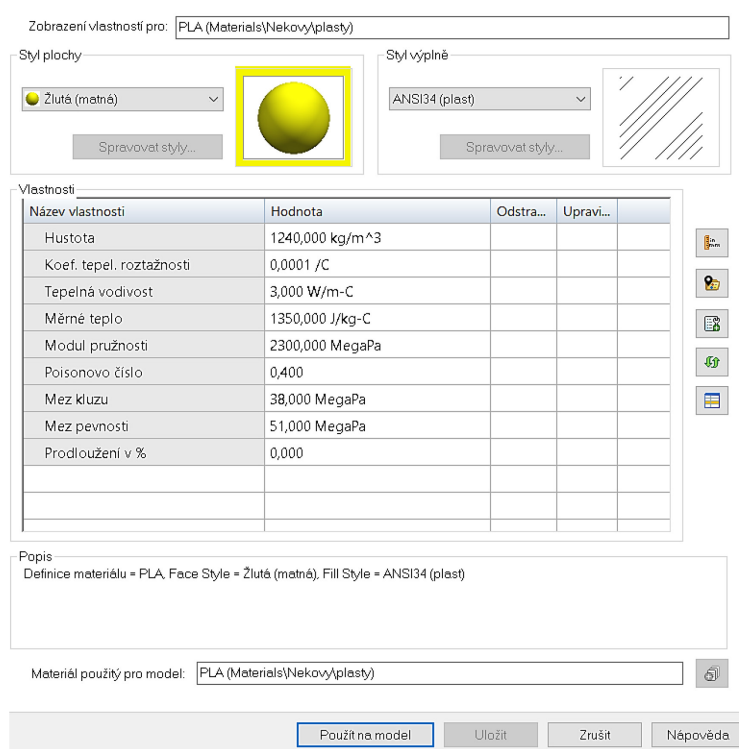 Zobrazení vlastností pro: PLA (Materials\Nekovy\plasty)
Styl plochy
Styl výplně
Žlutá (matná)
ANSI34 (plast)
Spravovat styly...
Spravovat styly...
Vlastnosti
Název vlastnosti Hodnota Odstra... Upravi...
Hustota 1240,000 kg/m^3
Koef. tepel. roztažnosti 0,0001 /C
Tepelná vodivost 3,000 W/m-C
Měrné teplo 1350,000 J/kg-C
Modul pružnosti 2300,000 MegaPa
Poisonovo číslo 0,400
Mez kluzu 38,000 MegaPa
Mez pevnosti 51,000 MegaPa
Prodloužení v % 0,000
in
mm
Popis
Definice materiálu = PLA, Face Style = Žlutá (matná), Fill Style = ANSI34 (plast)
Materiál použitý pro model: PLA (Materials\Nekovy\plasty)
Použít na model Uložit Zrušit Nápověda